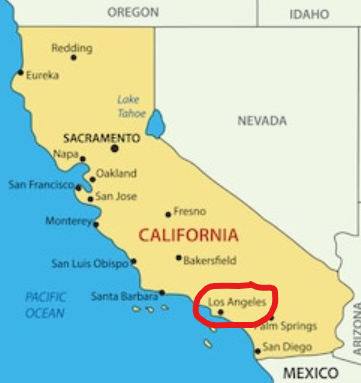 OREGON
IDAHO
Redding
Eureka
Lake
Tahoe
NEVADA
SACRAMENTO
Napa
Oakland
San Francisco
San Jose
Monterey
Fresno
CALIFORNIA
San Luis Obispo
Bakersfield
PACIFIC
OCEAN
Santa Barbara
Los Angeles
Palm Springs
San Diego
ARIZONA
MEXICO